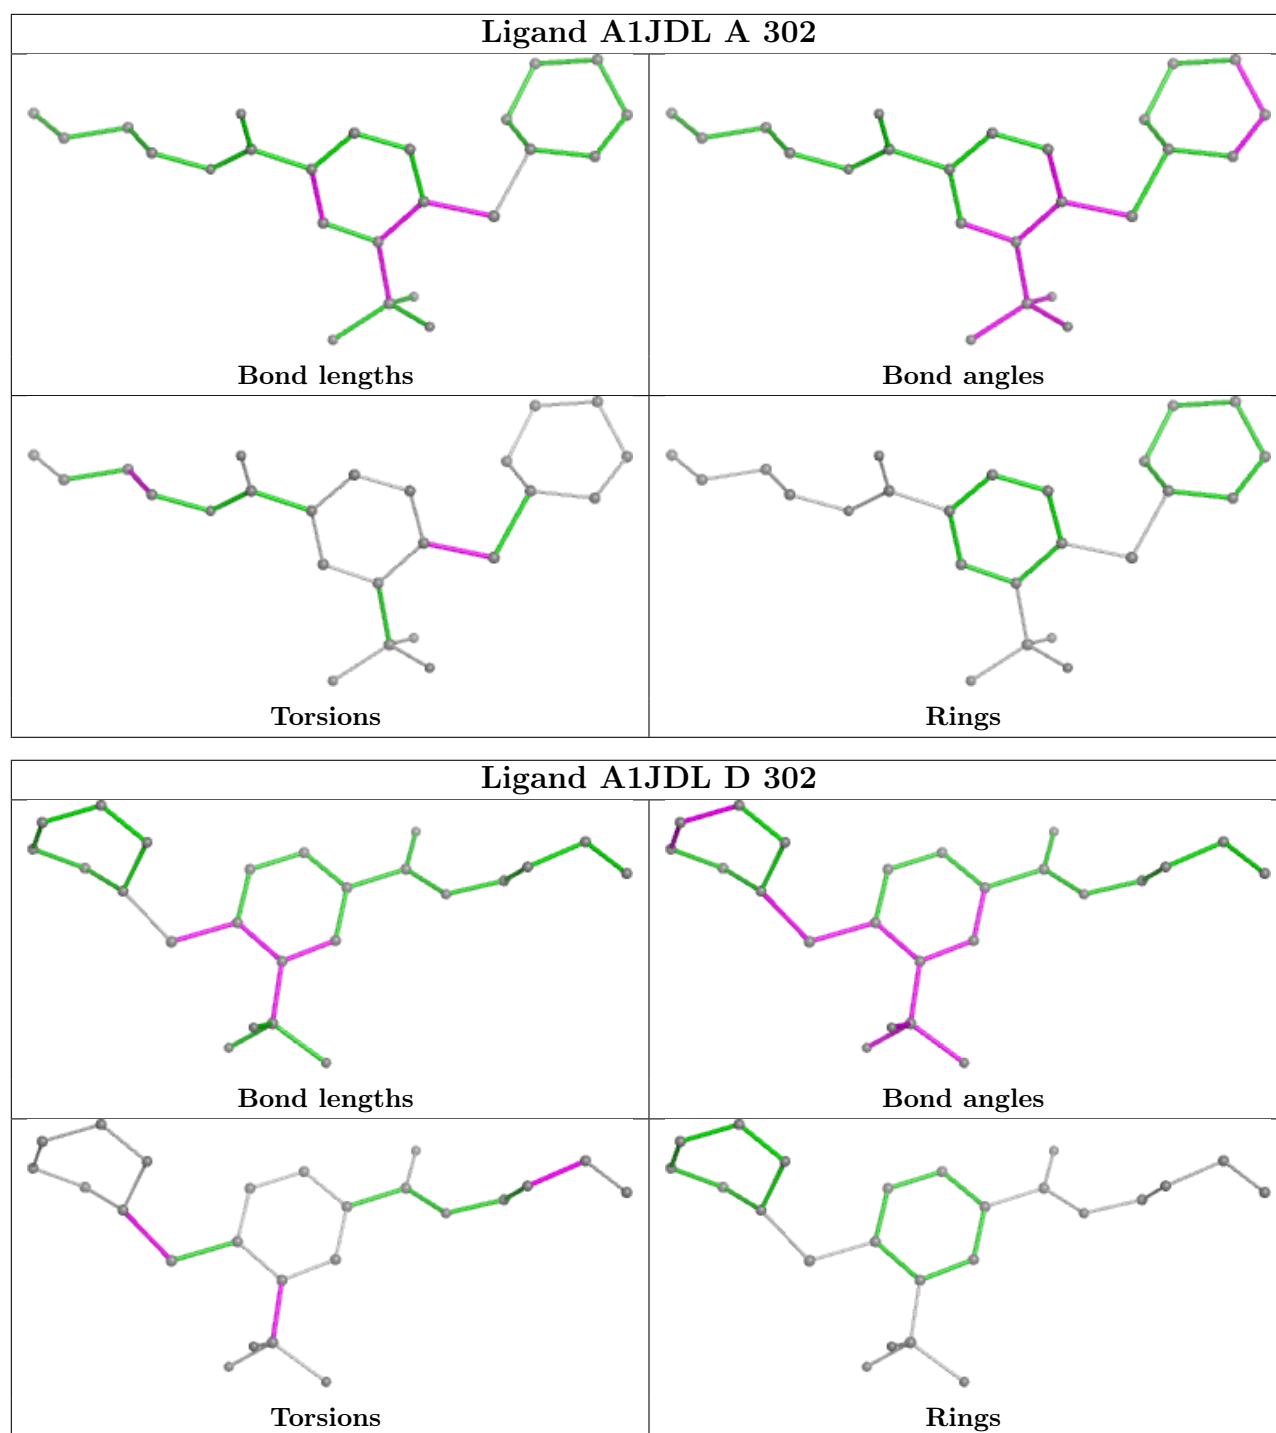 Ligand A1JDL A 302
Bond lengths
Bond angles
Torsions
Rings
Ligand A1JDL D 302
Bond lengths
Bond angles
Torsions
Rings